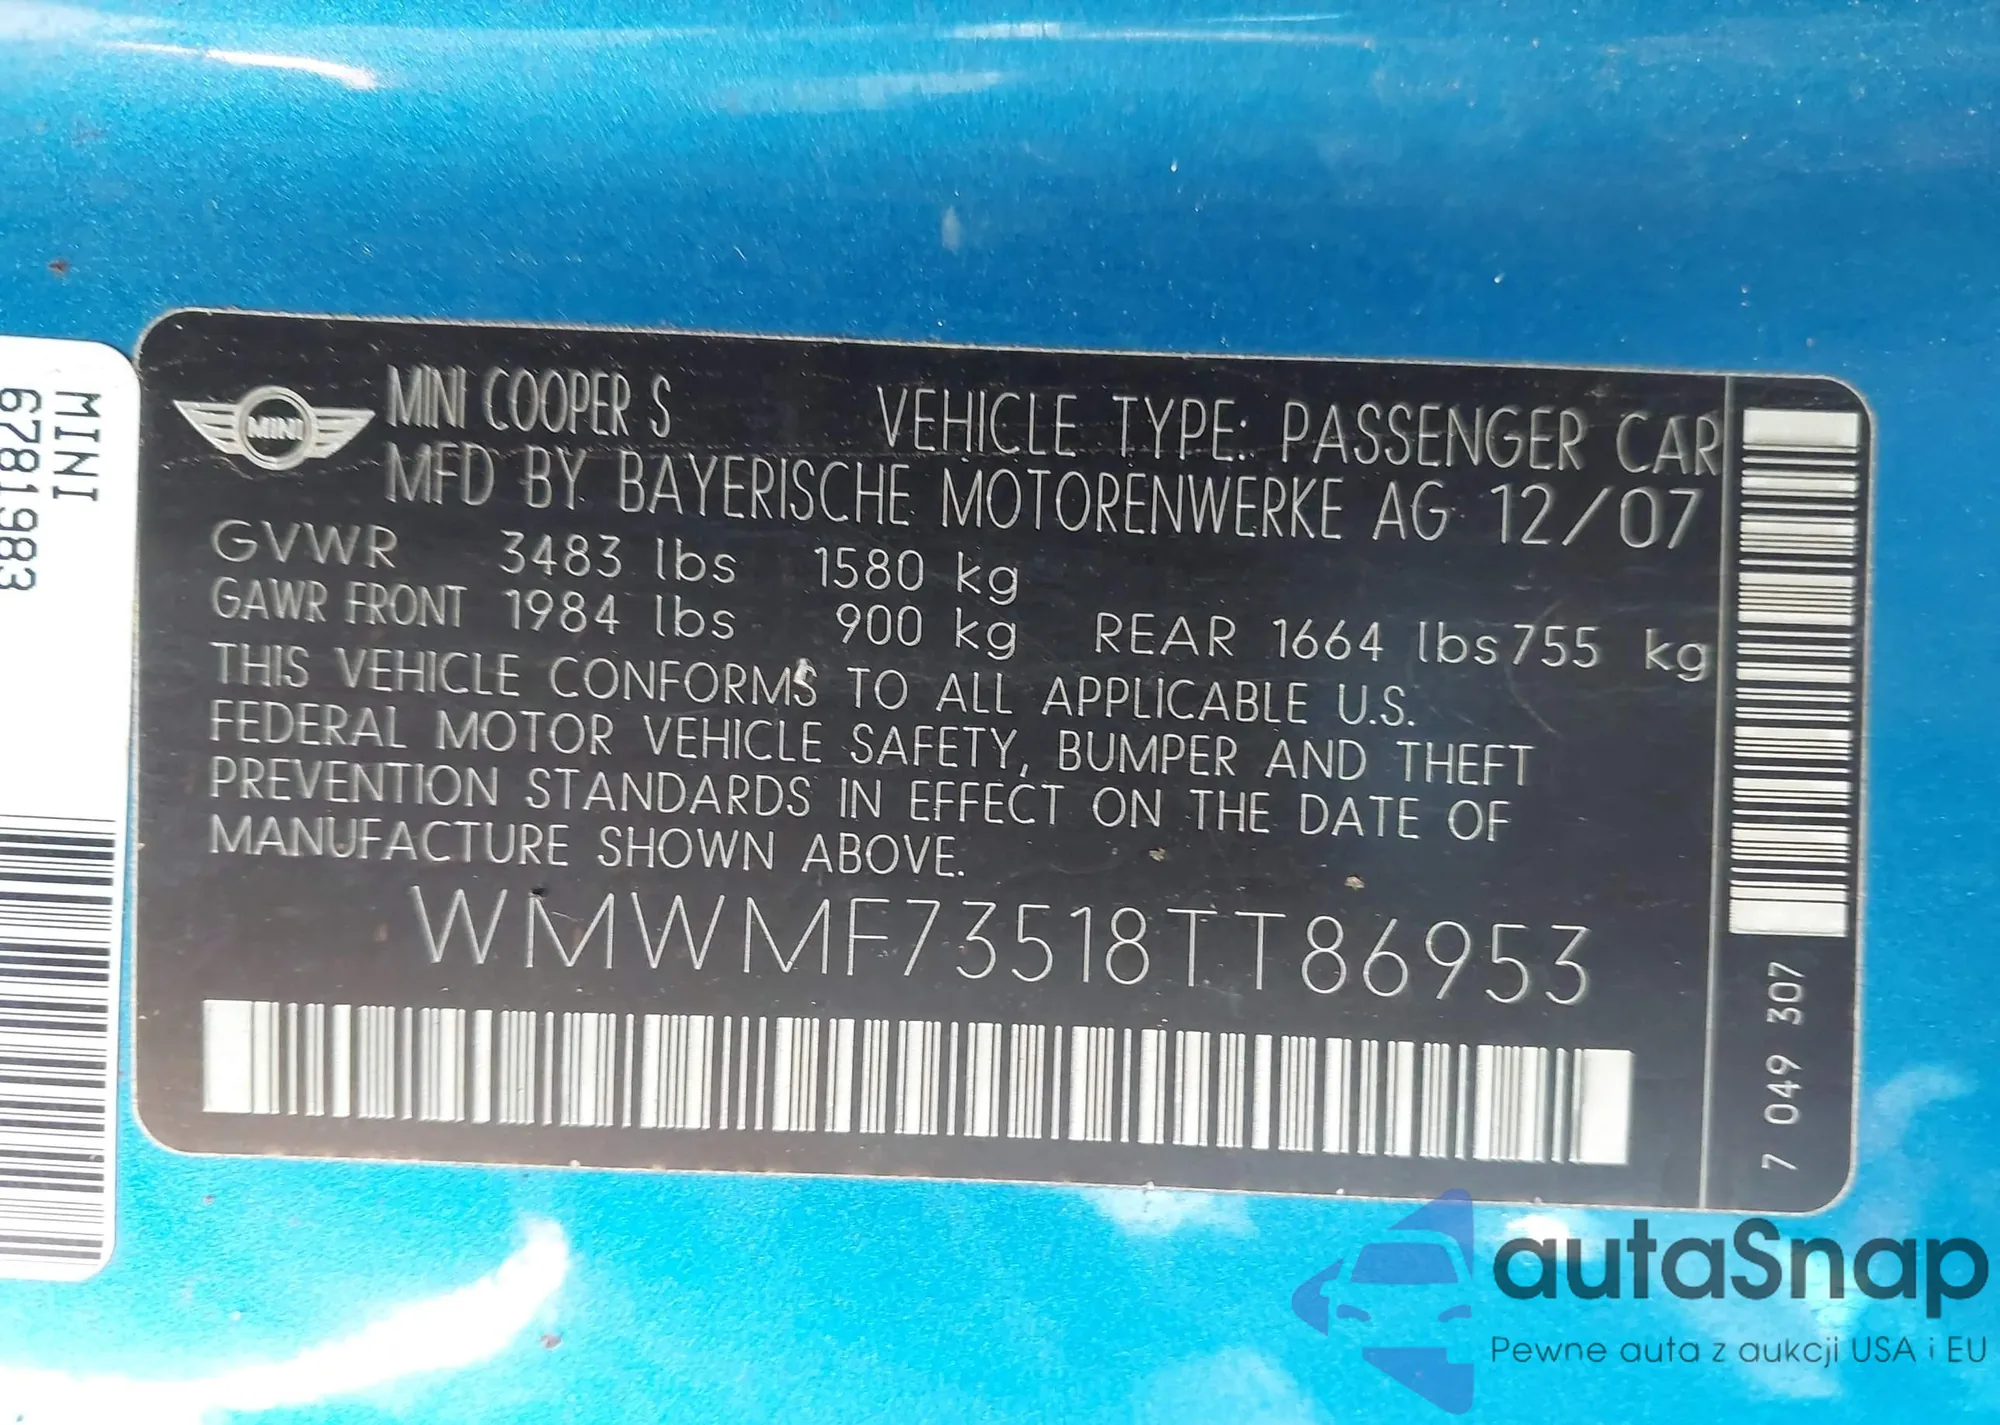 MINI
6781983
MINI
MINI COOPER S
VEHICLE TYPE: PASSENGER CAR
MFD BY BAYERISCHE MOTORENWERKE AG 12/07
GVWR 3483 lbs 1580 kg
GAWR FRONT 1984 lbs 900 kg REAR 1664 lbs 755 kg
THIS VEHICLE CONFORMS TO ALL APPLICABLE U.S.
FEDERAL MOTOR VEHICLE SAFETY, BUMPER AND THEFT
PREVENTION STANDARDS IN EFFECT ON THE DATE OF
MANUFACTURE SHOWN ABOVE.
WMWMF73518TT86953
7 049 307
autaSnap
Pewne auta z aukcji USA i EU